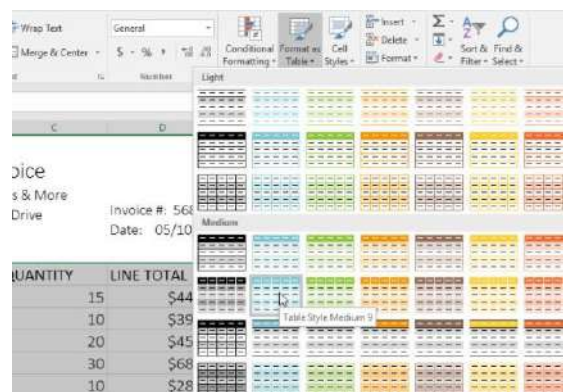 Wrap Text
General
Insert
Merge & Center
$ - % ,
Conditional Format as Cell
Formatting Table Styles
Delete
Format
Sort & Find &
Filter Select
Number
Light
C
D
oice
s & More
Drive
Invoice #: 568
Date: 05/10
Medium
QUANTITY
LINE TOTAL
15
$44
10
$39
Table Style Medium 9
20
$45
30
$68
10
$28